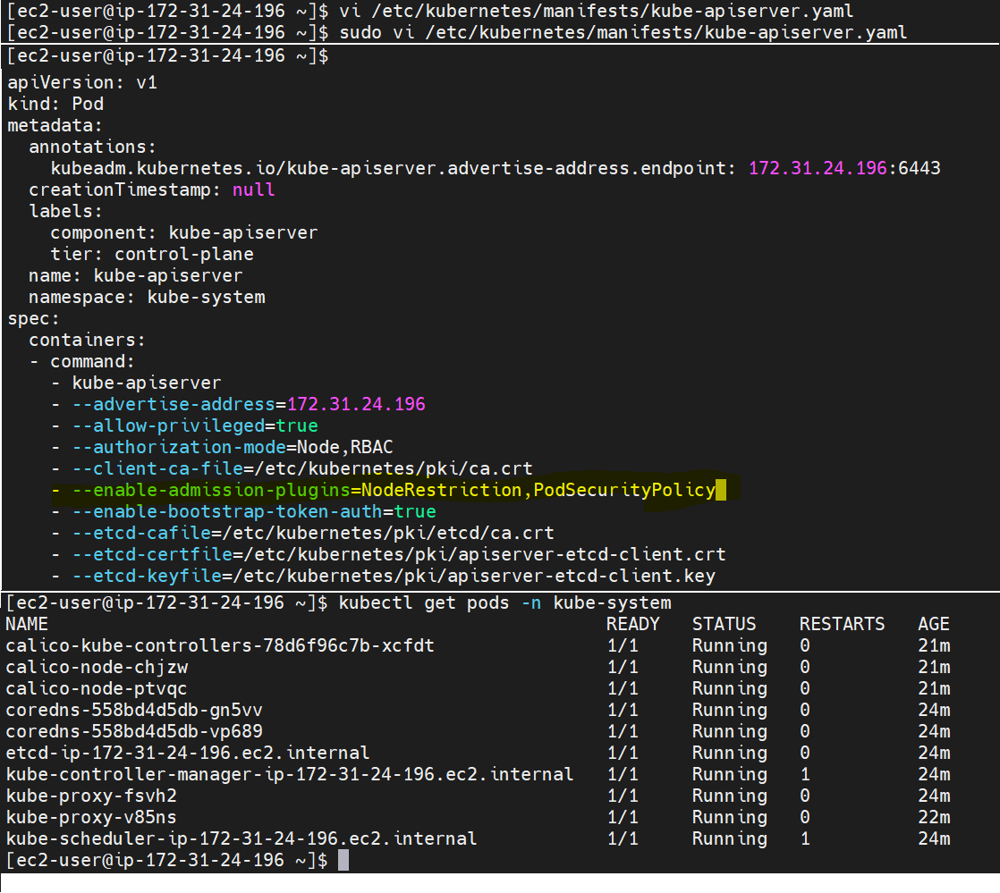 [ec2-user@ip-172-31-24-196 ~]$ vi /etc/kubernetes/manifests/kube-apiserver.yaml
[ec2-user@ip-172-31-24-196 ~]$ sudo vi /etc/kubernetes/manifests/kube-apiserver.yaml
[ec2-user@ip-172-31-24-196 ~]$
apiVersion: v1
kind: Pod
metadata:
  annotations:
    kubeadm.kubernetes.io/kube-apiserver.advertise-address.endpoint: 172.31.24.196:6443
  creationTimestamp: null
  labels:
    component: kube-apiserver
    tier: control-plane
  name: kube-apiserver
  namespace: kube-system
spec:
  containers:
  - command:
    - kube-apiserver
    - --advertise-address=172.31.24.196
    - --allow-privileged=true
    - --authorization-mode=Node,RBAC
    - --client-ca-file=/etc/kubernetes/pki/ca.crt
    - --enable-admission-plugins=NodeRestriction,PodSecurityPolicy
    - --enable-bootstrap-token-auth=true
    - --etcd-cafile=/etc/kubernetes/pki/etcd/ca.crt
    - --etcd-certfile=/etc/kubernetes/pki/apiserver-etcd-client.crt
    - --etcd-keyfile=/etc/kubernetes/pki/apiserver-etcd-client.key
[ec2-user@ip-172-31-24-196 ~]$ kubectl get pods -n kube-system
NAME READY STATUS RESTARTS AGE
calico-kube-controllers-78d6f96c7b-xcfdt 1/1 Running 0 21m
calico-node-chjzw 1/1 Running 0 21m
calico-node-ptvqc 1/1 Running 0 21m
coredns-558bd4d5db-gn5vv 1/1 Running 0 24m
coredns-558bd4d5db-vp689 1/1 Running 0 24m
etcd-ip-172-31-24-196.ec2.internal 1/1 Running 0 24m
kube-controller-manager-ip-172-31-24-196.ec2.internal 1/1 Running 1 24m
kube-proxy-fsvh2 1/1 Running 0 24m
kube-proxy-v85ns 1/1 Running 0 22m
kube-scheduler-ip-172-31-24-196.ec2.internal 1/1 Running 1 24m
[ec2-user@ip-172-31-24-196 ~]$